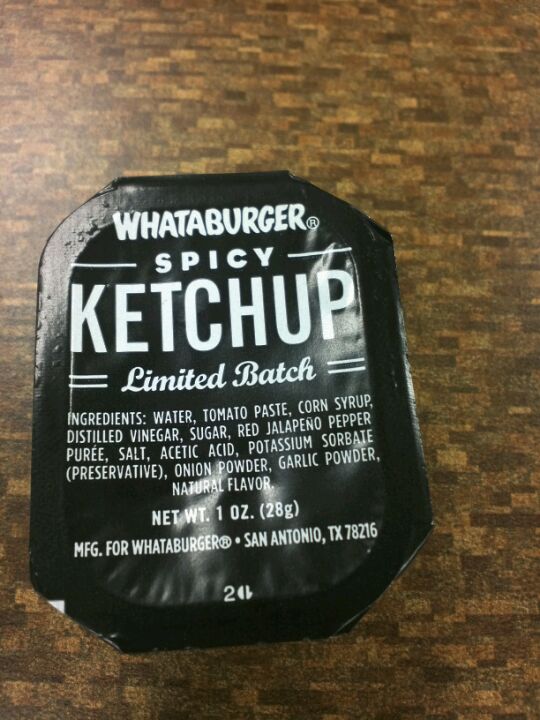 WHATABURGER®
SPICY
KETCHUP
Limited Batch
INGREDIENTS: WATER, TOMATO PASTE, CORN SYRUP,
DISTILLED VINEGAR, SUGAR, RED JALAPEÑO PEPPER
PURÉE, SALT, ACETIC ACID, POTASSIUM SORBATE
(PRESERVATIVE), ONION POWDER, GARLIC POWDER,
NATURAL FLAVOR.
NET WT. 1 OZ. (28g)
MFG. FOR WHATABURGER® • SAN ANTONIO, TX 78216